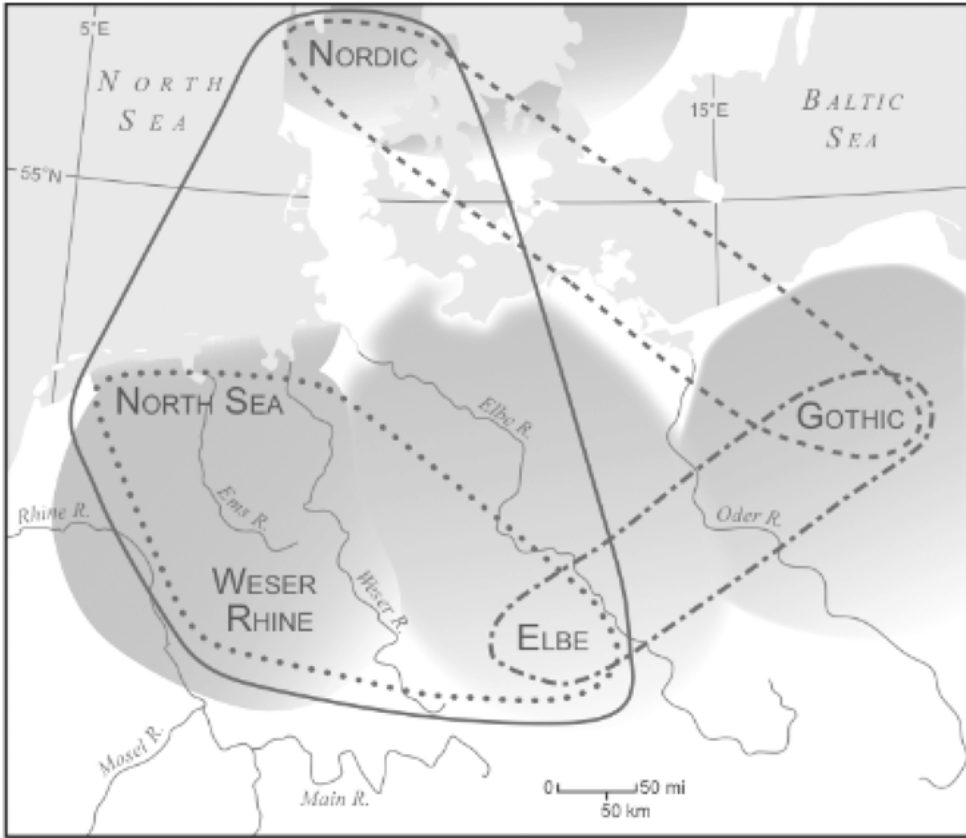 5°E
NORDIC
NORTH
SEA
15°E
BALTIC
SEA
55°N
NORTH SEA
Elbe R.
GOTHIC
Rhine R.
Ems R.
Oder R.
WESER
RHINE
Weser R.
ELBE
Mosel R.
Main R.
0 50 mi
50 km